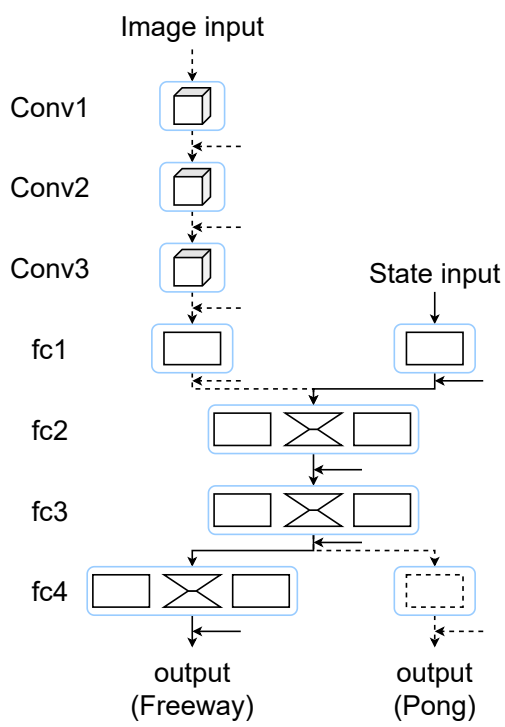 Image input
Conv1
Conv2
Conv3
State input
fc1
fc2
fc3
fc4
output
(Freeway)
output
(Pong)